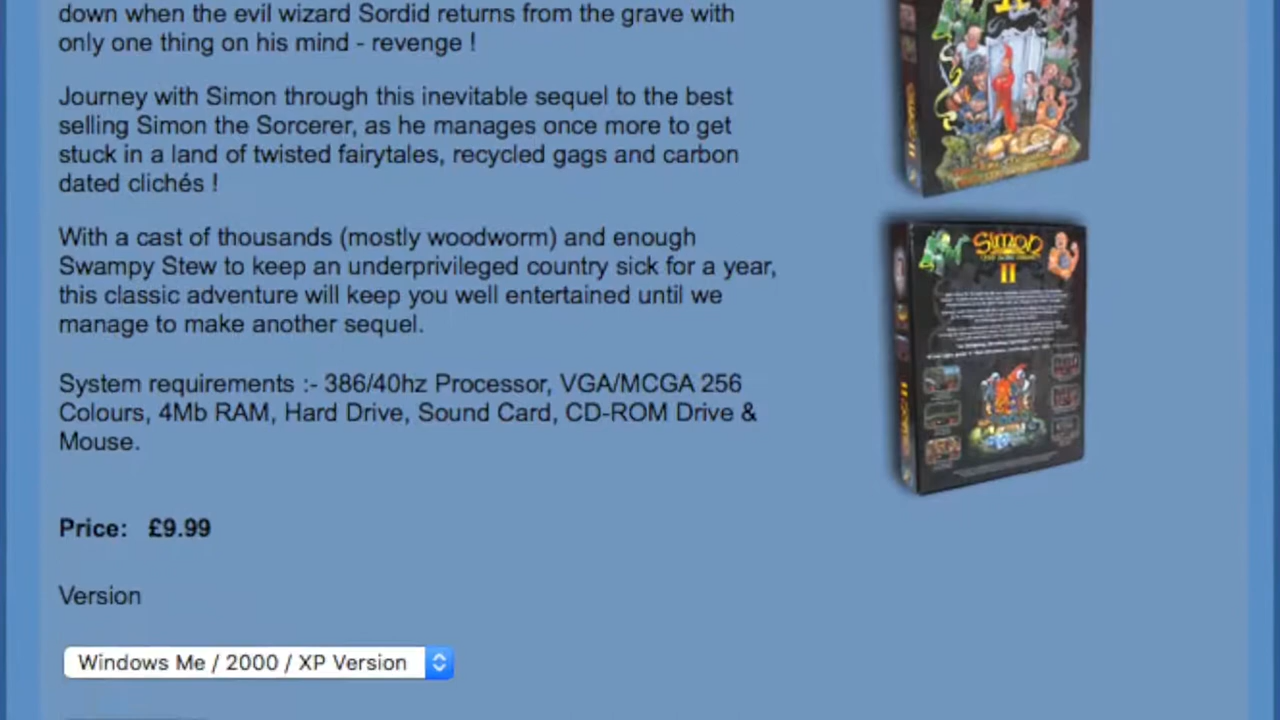 down when the evil wizard Sordid returns from the grave with
only one thing on his mind - revenge !
Journey with Simon through this inevitable sequel to the best
selling Simon the Sorcerer, as he manages once more to get
stuck in a land of twisted fairytales, recycled gags and carbon
dated clichés !
With a cast of thousands (mostly woodworm) and enough
Swampy Stew to keep an underprivileged country sick for a year,
this classic adventure will keep you well entertained until we
manage to make another sequel.
System requirements :- 386/40hz Processor, VGA/MCGA 256
Colours, 4Mb RAM, Hard Drive, Sound Card, CD-ROM Drive &
Mouse.
Price: £9.99
Version
Windows Me / 2000 / XP Version
Simon
II